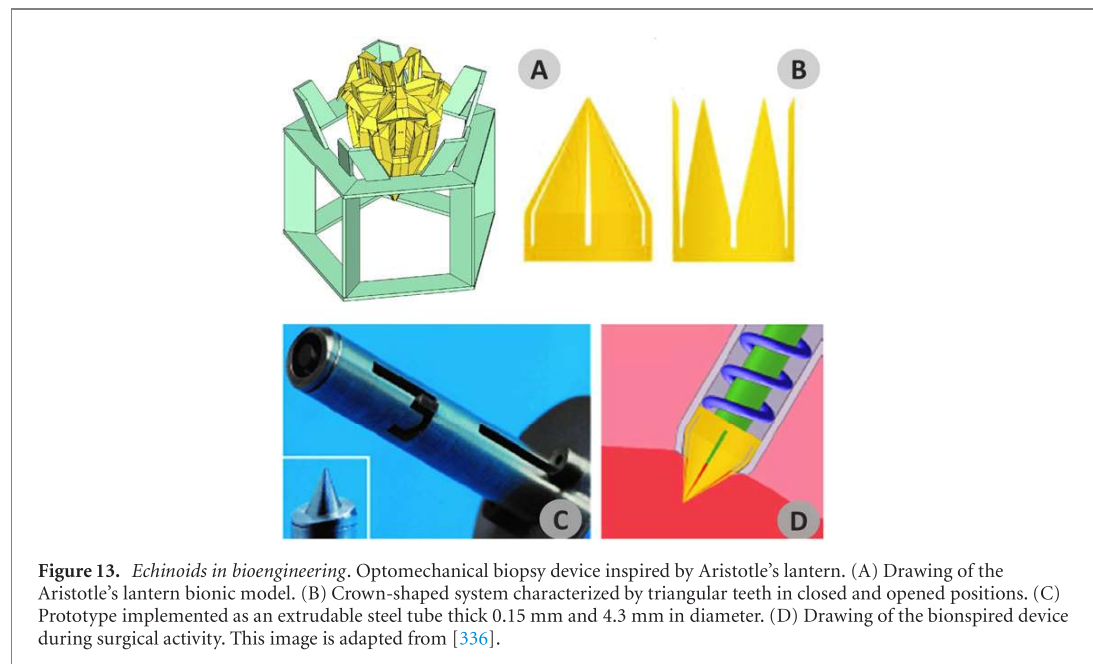 A
B
C
D
Figure 13. Echinoids in bioengineering. Optomechanical biopsy device inspired by Aristotle’s lantern. (A) Drawing of the
Aristotle’s lantern bionic model. (B) Crown-shaped system characterized by triangular teeth in closed and opened positions. (C)
Prototype implemented as an extrudable steel tube thick 0.15 mm and 4.3 mm in diameter. (D) Drawing of the bionspired device
during surgical activity. This image is adapted from [336].